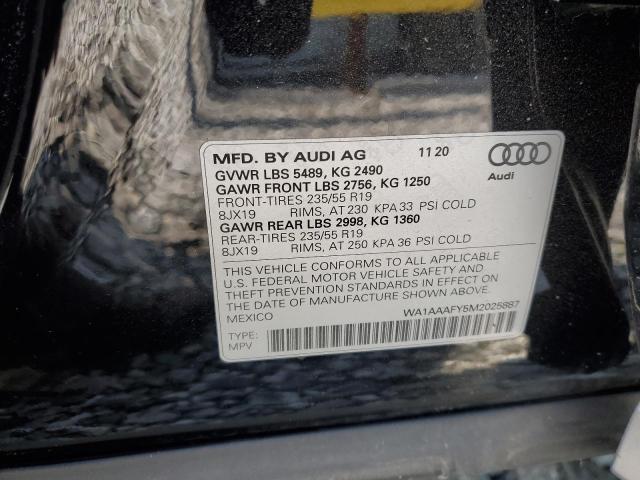 MFD. BY AUDI AG 11 20
GVWR LBS 5489, KG 2490
GAWR FRONT LBS 2756, KG 1250
FRONT-TIRES 235/55 R19
8JX19 RIMS, AT 230 KPA 33 PSI COLD
GAWR REAR LBS 2998, KG 1360
REAR-TIRES 235/55 R19
8JX19 RIMS, AT 250 KPA 36 PSI COLD
Audi
THIS VEHICLE CONFORMS TO ALL APPLICABLE
U.S. FEDERAL MOTOR VEHICLE SAFETY AND
THEFT PREVENTION STANDARDS IN EFFECT ON THE
DATE OF MANUFACTURE SHOWN ABOVE.
MEXICO
WA1AAAFY5M2025887
TYPE:
MPV